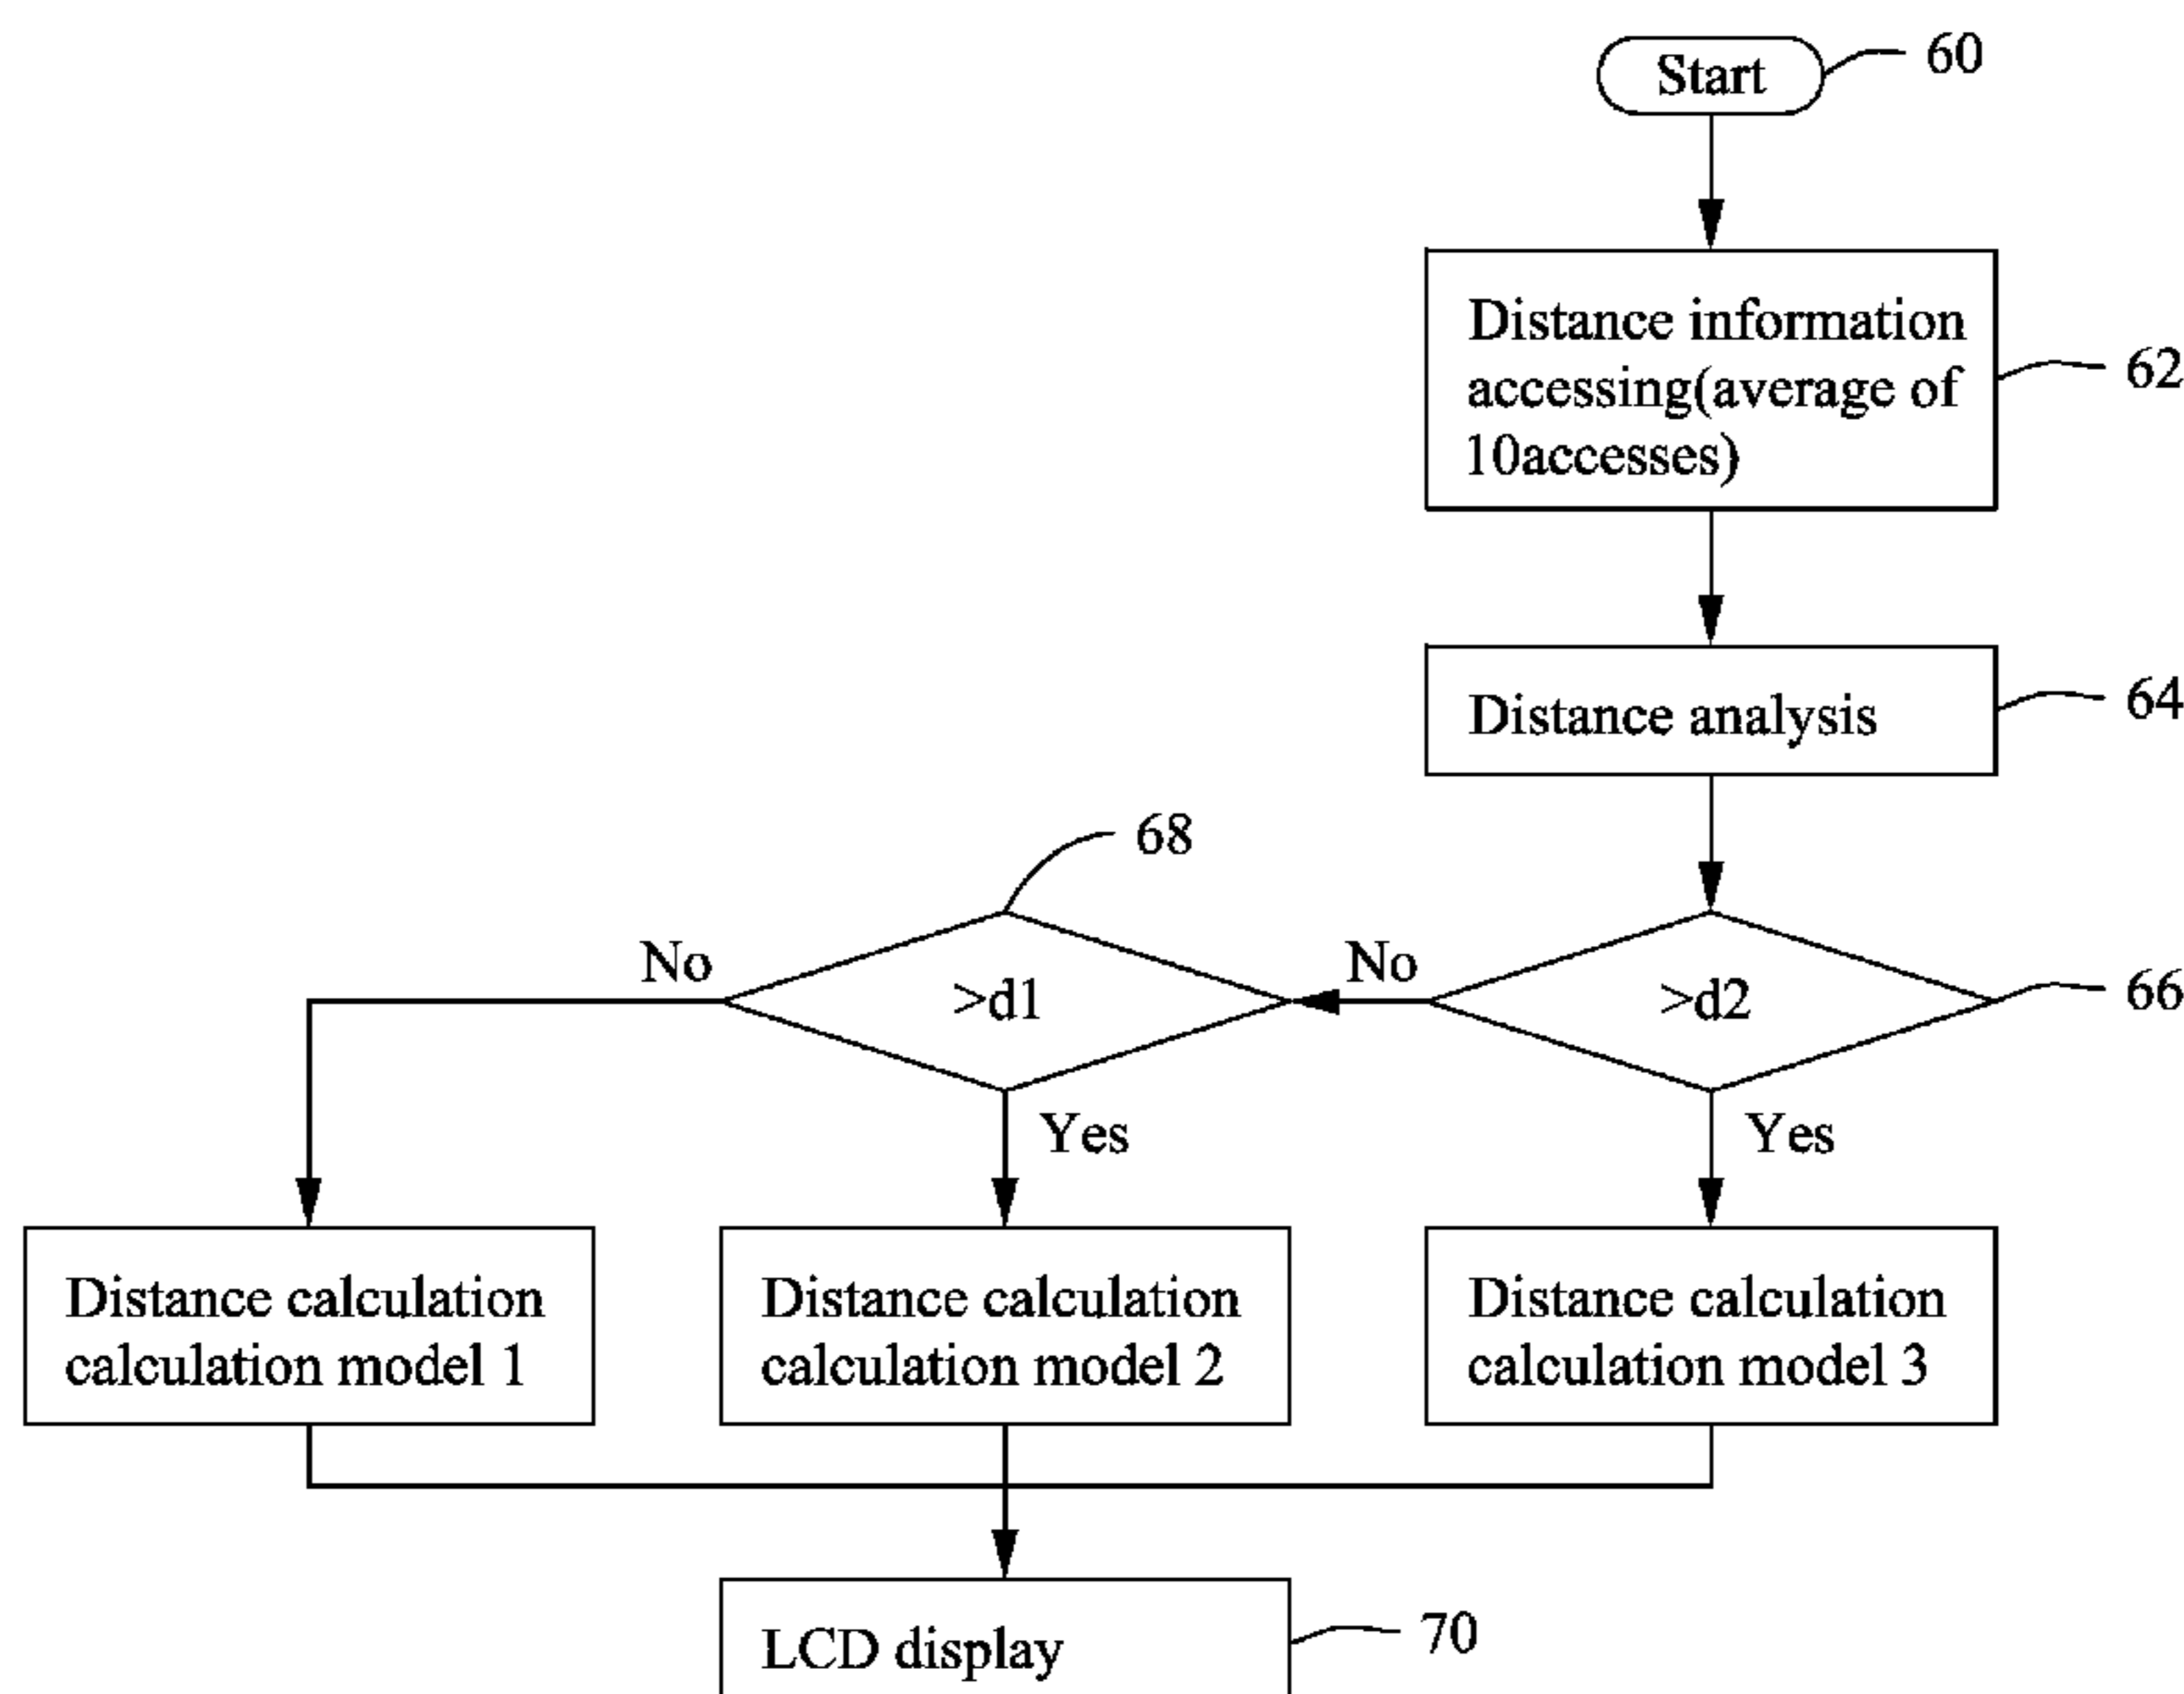 Start
60
Distance information
accessing(average of
10accesses)
62
Distance analysis
64
68
No
>d1
No
>d2
66
Yes
Yes
Distance calculation
calculation model 1
Distance calculation
calculation model 2
Distance calculation
calculation model 3
LCD display
70